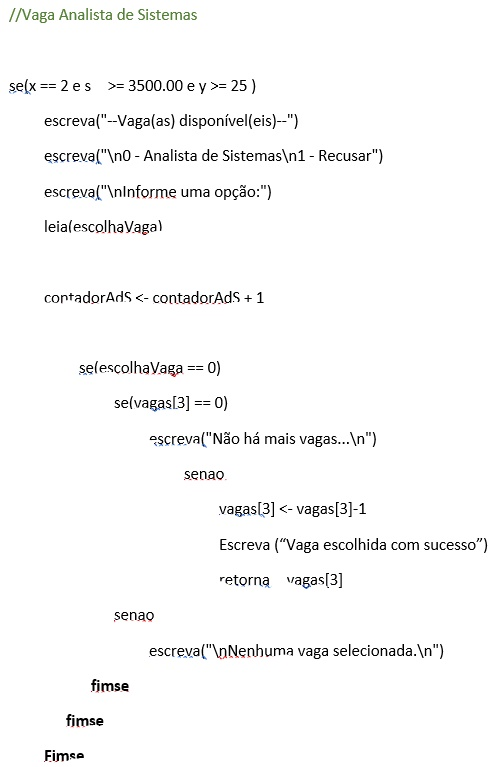 //Vaga Analista de Sistemas
se(x == 2 e s >= 3500.00 e y >= 25 )
escreva("--Vaga(as) disponível(eis)--")
escreva("\n0 - Analista de Sistemas\n1 - Recusar")
escreva("\nInforme uma opção:")
leia(escolhaVaga)
contadorAdS <- contadorAdS + 1
se(escolhaVaga == 0)
se(vagas[3] == 0)
escreva("Não há mais vagas...\n")
senao
vagas[3] <- vagas[3]-1
Escreva (“Vaga escolhida com sucesso”)
retorna vagas[3]
senao
escreva("\nNenhuma vaga selecionada.\n")
fimse
fimse
Fimse